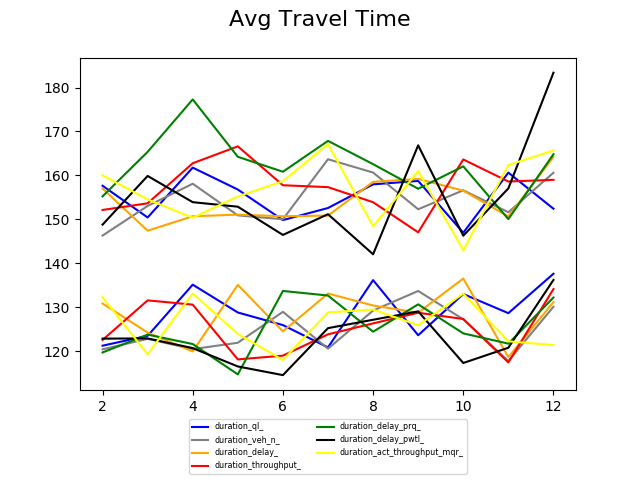 Avg Travel Time
180
170
160
150
140
130
120
2 4 6 8 10 12
duration_ql_ duration_delay_prq_
duration_veh_n_ duration_delay_pwtl_
duration_delay_ duration_act_throughput_mqr_
duration_throughput_